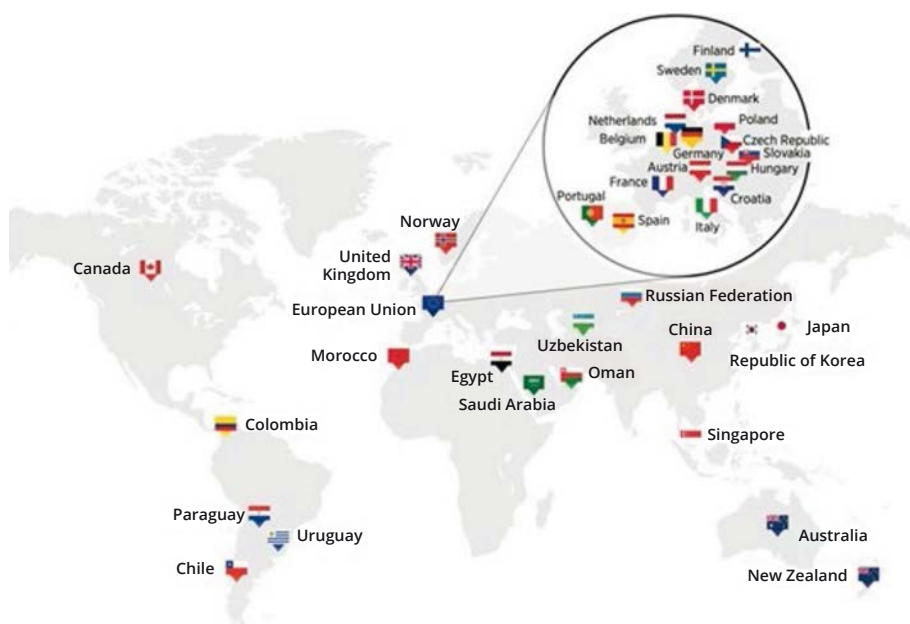 Finland
Sweden
Denmark
Netherlands
Poland
Belgium
Czech Republic
Germany
Slovakia
Austria
Hungary
France
Croatia
Portugal
Spain
Italy
Norway
United
Kingdom
Canada
European Union
Russian Federation
China
Japan
Uzbekistan
Morocco
Republic of Korea
Egypt
Oman
Saudi Arabia
Colombia
Singapore
Paraguay
Uruguay
Australia
Chile
New Zealand